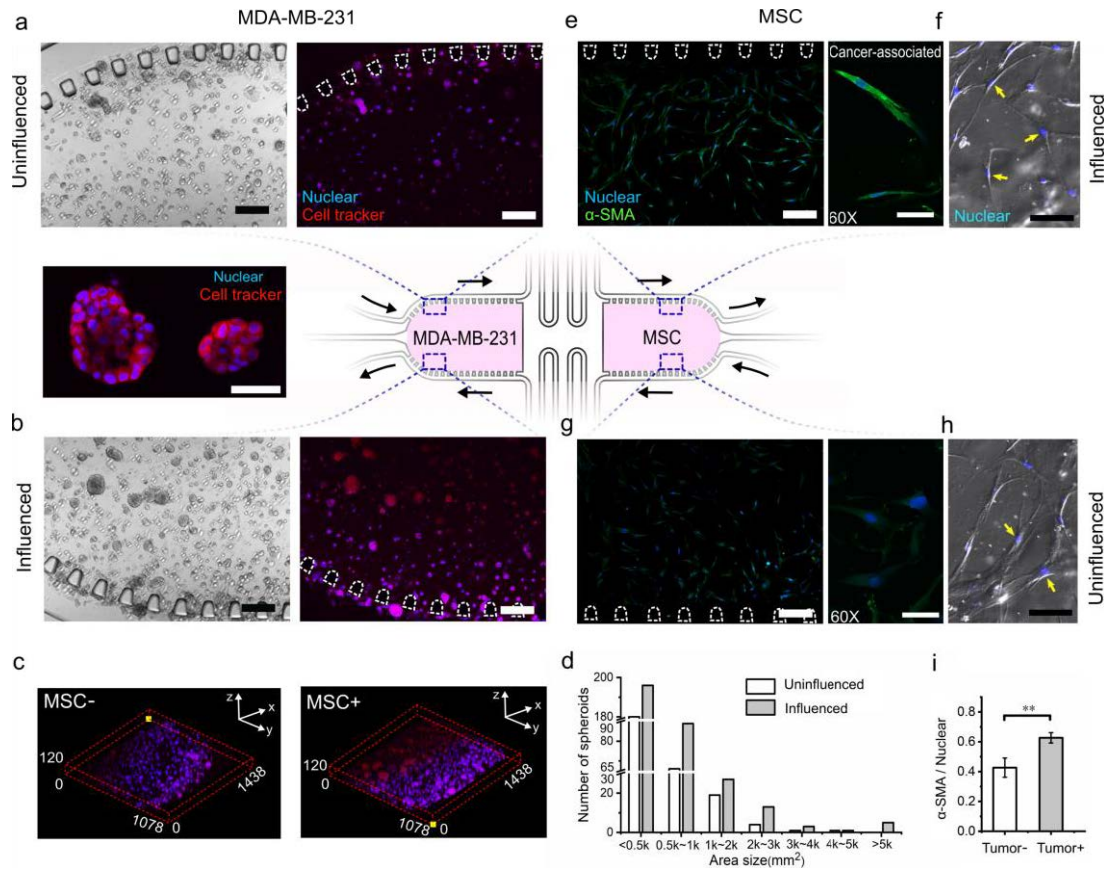 MDA-MB-231
MSC
a
Uninfluenced
Nuclear
Cell tracker
e
Nuclear
α-SMA
Cancer-associated
60X
f
Nuclear
Influenced
Nuclear
Cell tracker
MDA-MB-231
MSC
b
Influenced
g
60X
h
Uninfluenced
c
MSC-
z
x
y
120
0
1078
0
1438
MSC+
z
x
y
120
0
1078
0
1438
d
Number of spheroids
200
180
90
65
30
20
10
0
Uninfluenced
Influenced
<0.5k 0.5k~1k 1k~2k 2k~3k 3k~4k 4k~5k >5k
Area size(mm²)
i
α-SMA / Nuclear
**
0.8
0.6
0.4
0.2
0.0
Tumor- Tumor+